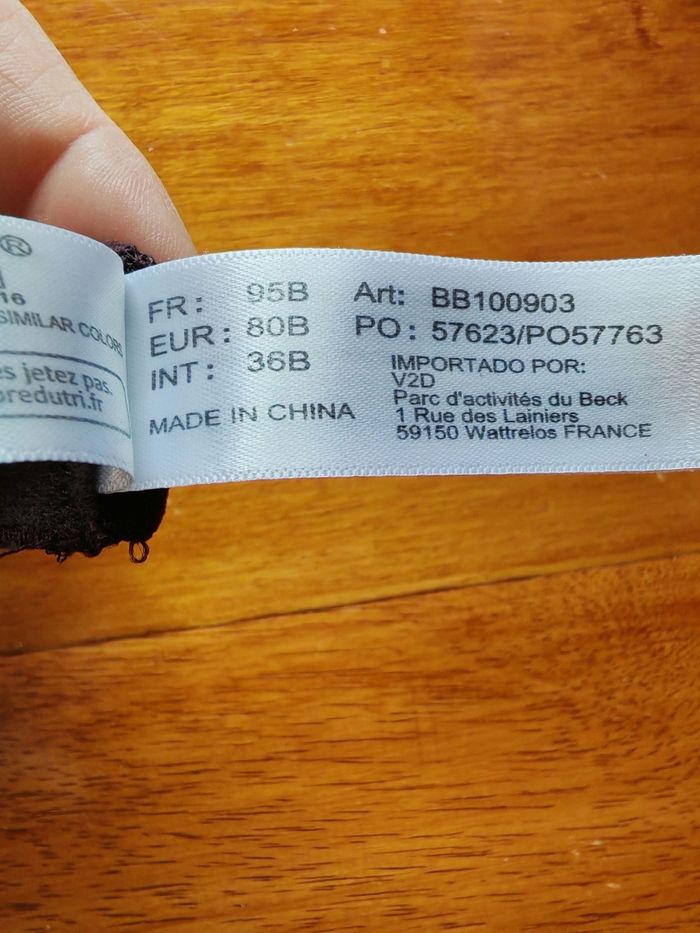 ®
16
SIMILAR COLORS
es jetez pas.
oredutri.fr
FR: 95B
EUR: 80B
INT: 36B
MADE IN CHINA
Art: BB100903
PO: 57623/PO57763
IMPORTADO POR:
V2D
Parc d'activités du Beck
1 Rue des Lainiers
59150 Wattrelos FRANCE